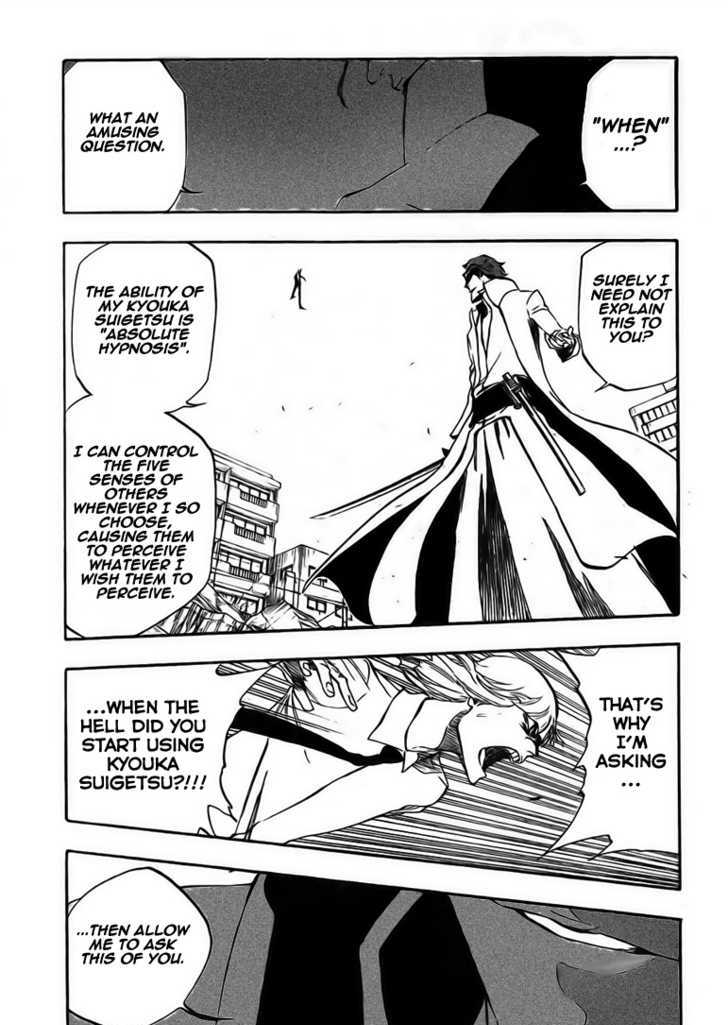 "WHEN"
...?
WHAT AN
AMUSING
QUESTION.
SURELY I
NEED NOT
EXPLAIN
THIS TO
YOU?
THE ABILITY OF
MY KYOUKA
SUIGETSU IS
"ABSOLUTE
HYPNOSIS".
I CAN CONTROL
THE FIVE
SENSES OF
OTHERS
WHENEVER I SO
CHOOSE,
CAUSING THEM
TO PERCEIVE
WHATEVER I
WISH THEM TO
PERCEIVE.
THAT'S
WHY
I'M
ASKING
...
...WHEN THE
HELL DID YOU
START USING
KYOUKA
SUIGETSU?!!!
...THEN ALLOW
ME TO ASK
THIS OF YOU.